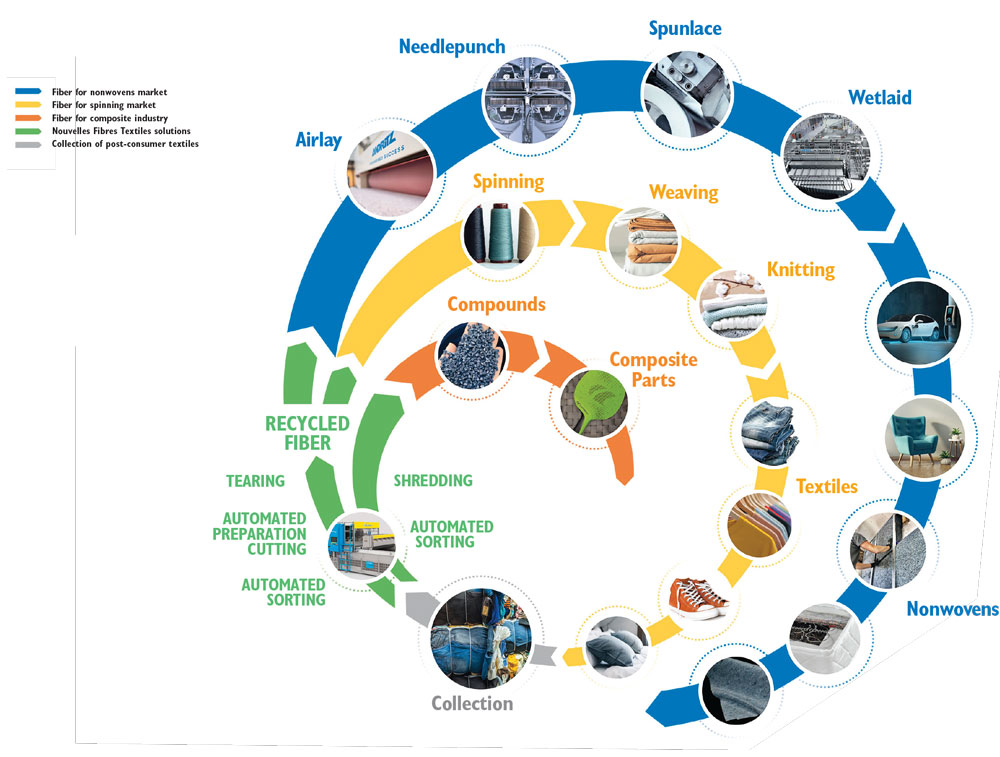 Spunlace
Needlepunch
Fiber for nonwovens market
Fiber for spinning market
Fiber for composite industry
Nouvelles Fibres Textiles solutions
Collection of post-consumer textiles
Wetlaid
Airlay
Spinning
Weaving
Knitting
Compounds
Composite
Parts
RECYCLED
FIBER
TEARING
SHREDDING
Textiles
AUTOMATED
PREPARATION
CUTTING
AUTOMATED
SORTING
AUTOMATED
SORTING
Nonwovens
Collection